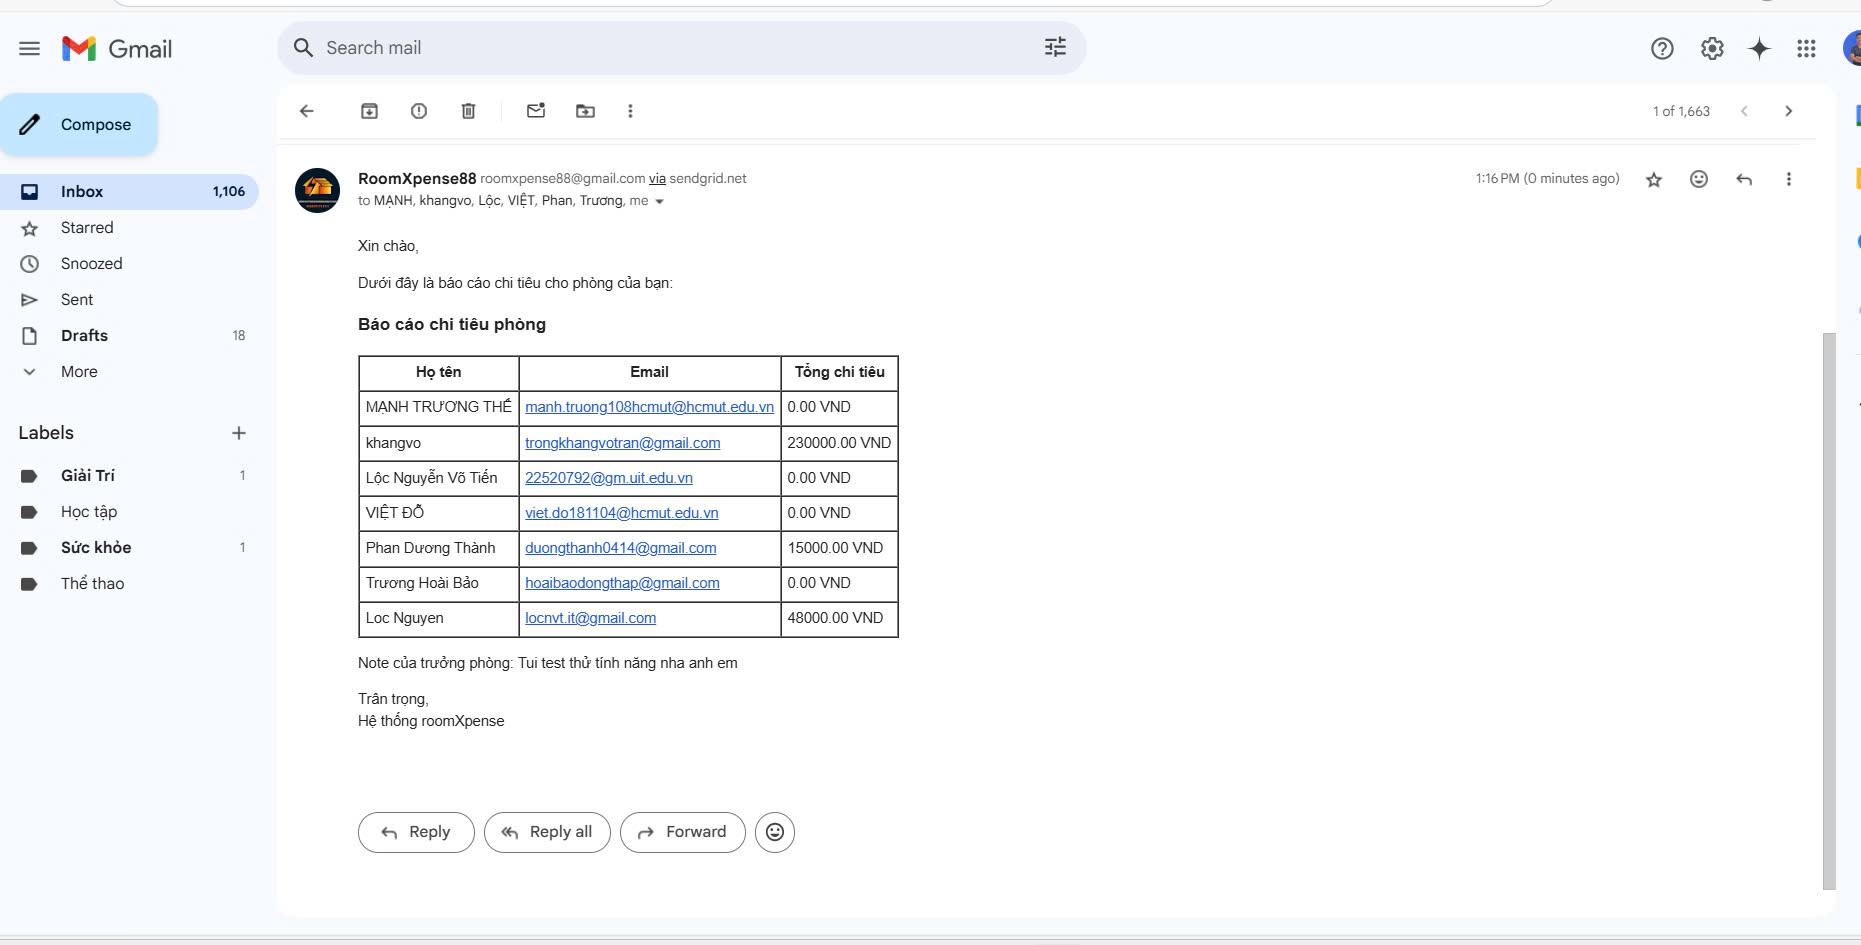 Gmail
Search mail
Compose
1 of 1,663
Inbox 1,106
Starred
Snoozed
Sent
Drafts 18
More
Labels
Giải Trí 1
Học tập
Sức khỏe 1
Thể thao
RoomXpense88 roomxpense88@gmail.com via sendgrid.net
1:16 PM (0 minutes ago)
to MẠNH, khangvo, Lộc, VIỆT, Phan, Trương, me
Xin chào,
Dưới đây là báo cáo chi tiêu cho phòng của bạn:
Báo cáo chi tiêu phòng
Họ tên Email Tổng chi tiêu
MẠNH TRƯƠNG THẾ manh.truong108hcmut@hcmut.edu.vn 0.00 VND
khangvo trongkhangvotran@gmail.com 230000.00 VND
Lộc Nguyễn Võ Tiến 22520792@gm.uit.edu.vn 0.00 VND
VIỆT ĐỖ viet.do181104@hcmut.edu.vn 0.00 VND
Phan Dương Thành duongthanh0414@gmail.com 15000.00 VND
Trương Hoài Bảo hoaibaodongthap@gmail.com 0.00 VND
Loc Nguyen locnvt.it@gmail.com 48000.00 VND
Note của trưởng phòng: Tui test thử tính năng nha anh em
Trân trọng,
Hệ thống roomXpense
Reply
Reply all
Forward